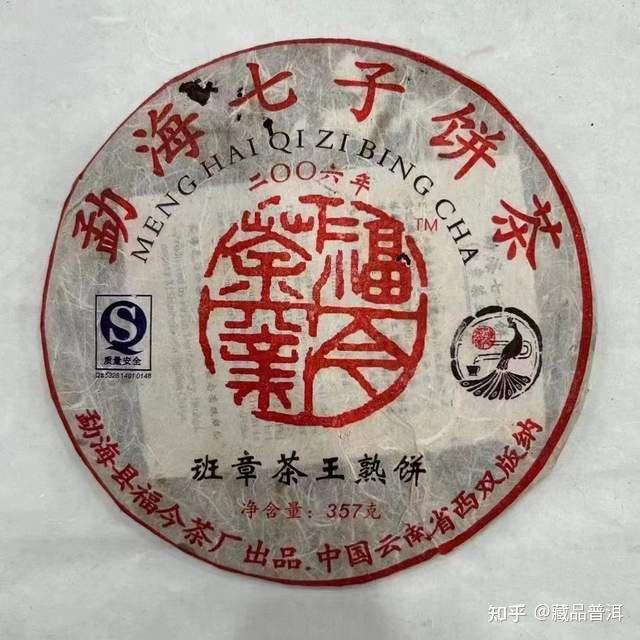 勐海七子饼茶
MENG HAI QI ZI BING CHA
二〇〇六年
TM
福今茶業
QS
质量安全
班章茶王熟饼
净含量：357克
勐海县福今茶厂出品.中国云南省西双版纳
知乎 @藏品普洱